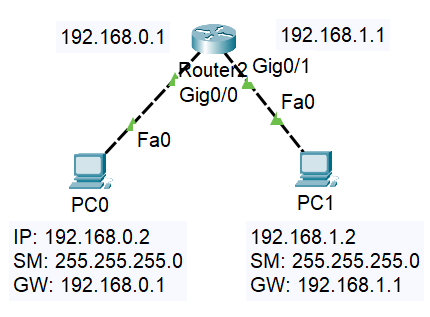 192.168.0.1
192.168.1.1
Router2
Gig0/1
Gig0/0
Fa0
Fa0
PC0
PC1
IP: 192.168.0.2
SM: 255.255.255.0
GW: 192.168.0.1
192.168.1.2
SM: 255.255.255.0
GW: 192.168.1.1